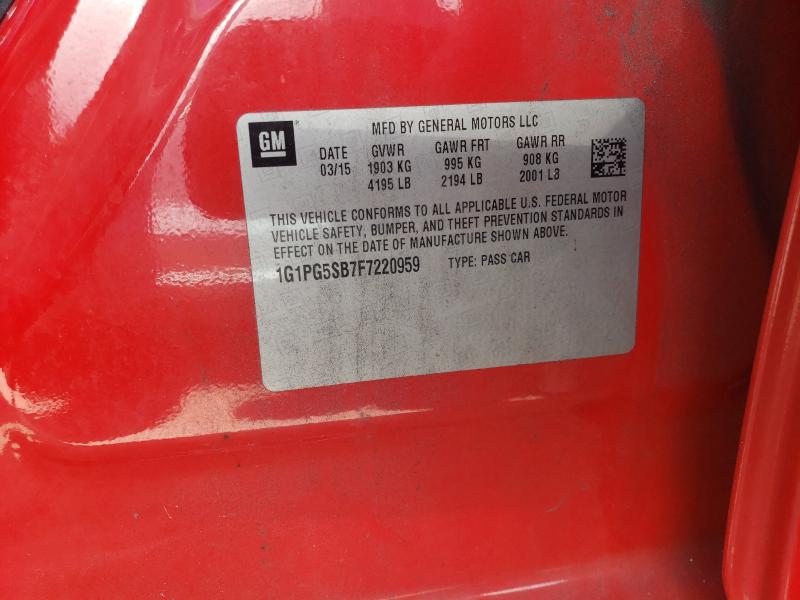 GM
MFD BY GENERAL MOTORS LLC
DATE GVWR GAWR FRT GAWR RR
03/15 1903 KG 995 KG 908 KG
4195 LB 2194 LB 2001 LB
THIS VEHICLE CONFORMS TO ALL APPLICABLE U.S. FEDERAL MOTOR
VEHICLE SAFETY, BUMPER, AND THEFT PREVENTION STANDARDS IN
EFFECT ON THE DATE OF MANUFACTURE SHOWN ABOVE.
1G1PG5SB7F7220959 TYPE: PASS CAR